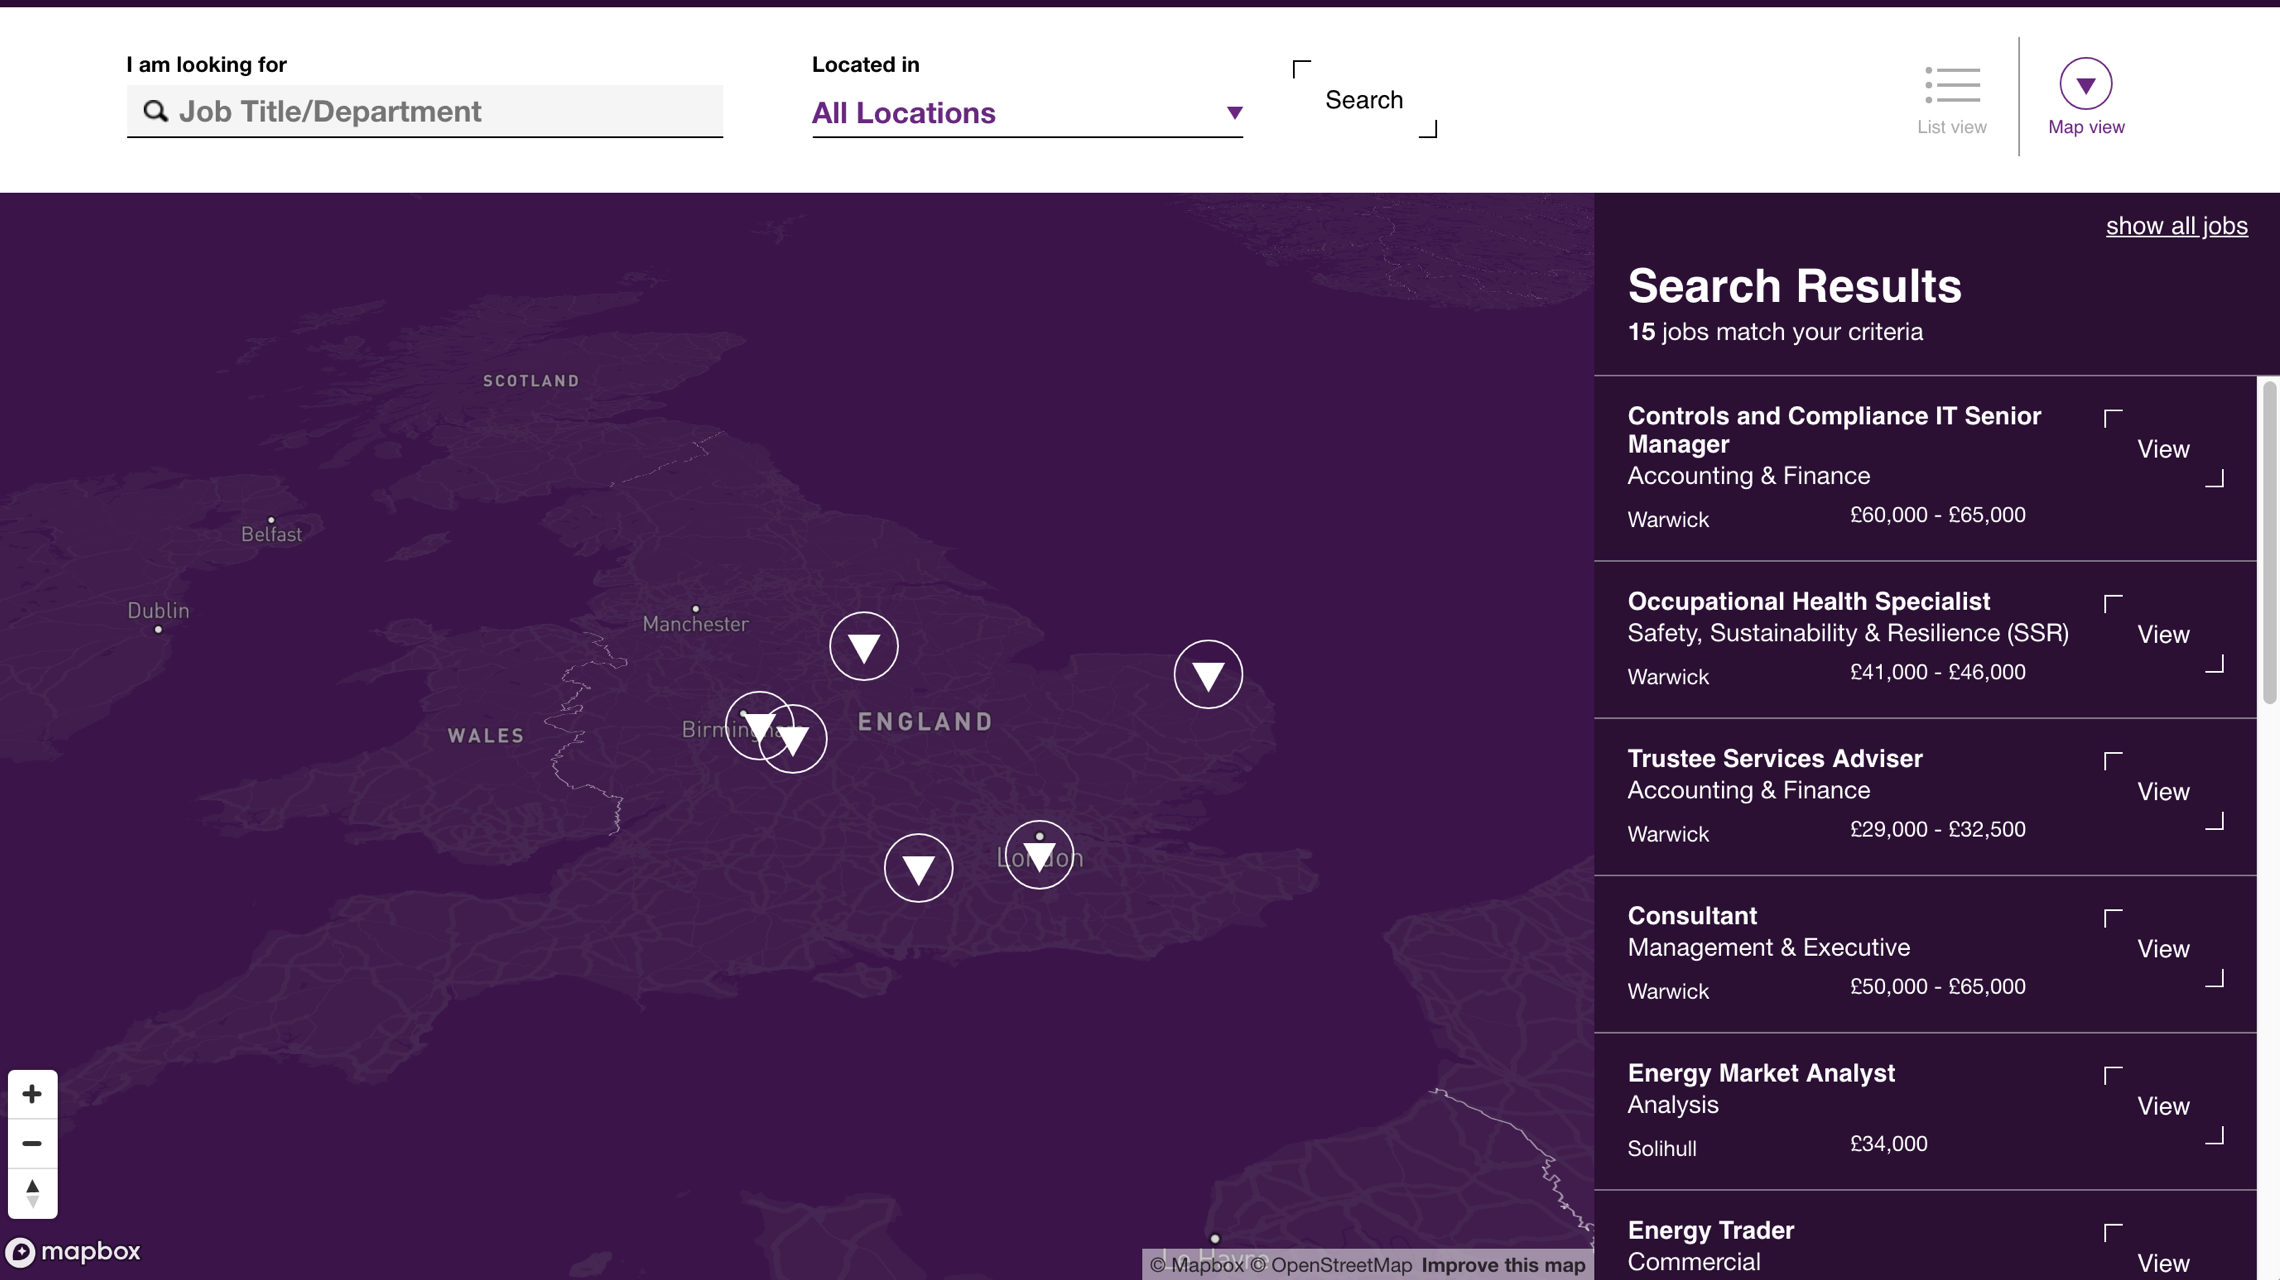 I am looking for
Job Title/Department
Located in
All Locations
Search
List view
Map view
SCOTLAND
Belfast
Dublin
Manchester
Birmingha
ENGLAND
WALES
London
Le Havre
mapbox
© Mapbox © OpenStreetMap Improve this map
show all jobs
Search Results
15 jobs match your criteria
Controls and Compliance IT Senior
Manager
Accounting & Finance
Warwick £60,000 - £65,000
View
Occupational Health Specialist
Safety, Sustainability & Resilience (SSR)
Warwick £41,000 - £46,000
View
Trustee Services Adviser
Accounting & Finance
Warwick £29,000 - £32,500
View
Consultant
Management & Executive
Warwick £50,000 - £65,000
View
Energy Market Analyst
Analysis
Solihull £34,000
View
Energy Trader
Commercial
View